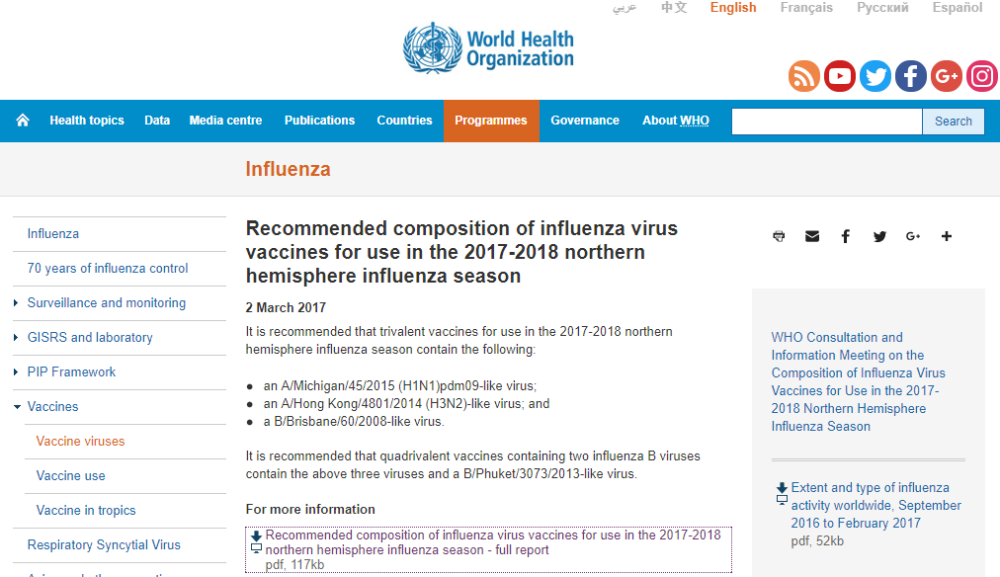 عربي 中文 English Français Русский Español
World Health
Organization
Health topics Data Media centre Publications Countries Programmes Governance About WHO Search
Influenza
Influenza
70 years of influenza control
Surveillance and monitoring
GISRS and laboratory
PIP Framework
Vaccines
Vaccine viruses
Vaccine use
Vaccine in tropics
Respiratory Syncytial Virus
Recommended composition of influenza virus
vaccines for use in the 2017-2018 northern
hemisphere influenza season
2 March 2017
It is recommended that trivalent vaccines for use in the 2017-2018 northern
hemisphere influenza season contain the following:
● an A/Michigan/45/2015 (H1N1)pdm09-like virus;
● an A/Hong Kong/4801/2014 (H3N2)-like virus; and
● a B/Brisbane/60/2008-like virus.
It is recommended that quadrivalent vaccines containing two influenza B viruses
contain the above three viruses and a B/Phuket/3073/2013-like virus.
For more information
Recommended composition of influenza virus vaccines for use in the 2017-2018
northern hemisphere influenza season - full report
pdf, 117kb
WHO Consultation and
Information Meeting on the
Composition of Influenza Virus
Vaccines for Use in the 2017-
2018 Northern Hemisphere
Influenza Season
Extent and type of influenza
activity worldwide, September
2016 to February 2017
pdf, 52kb